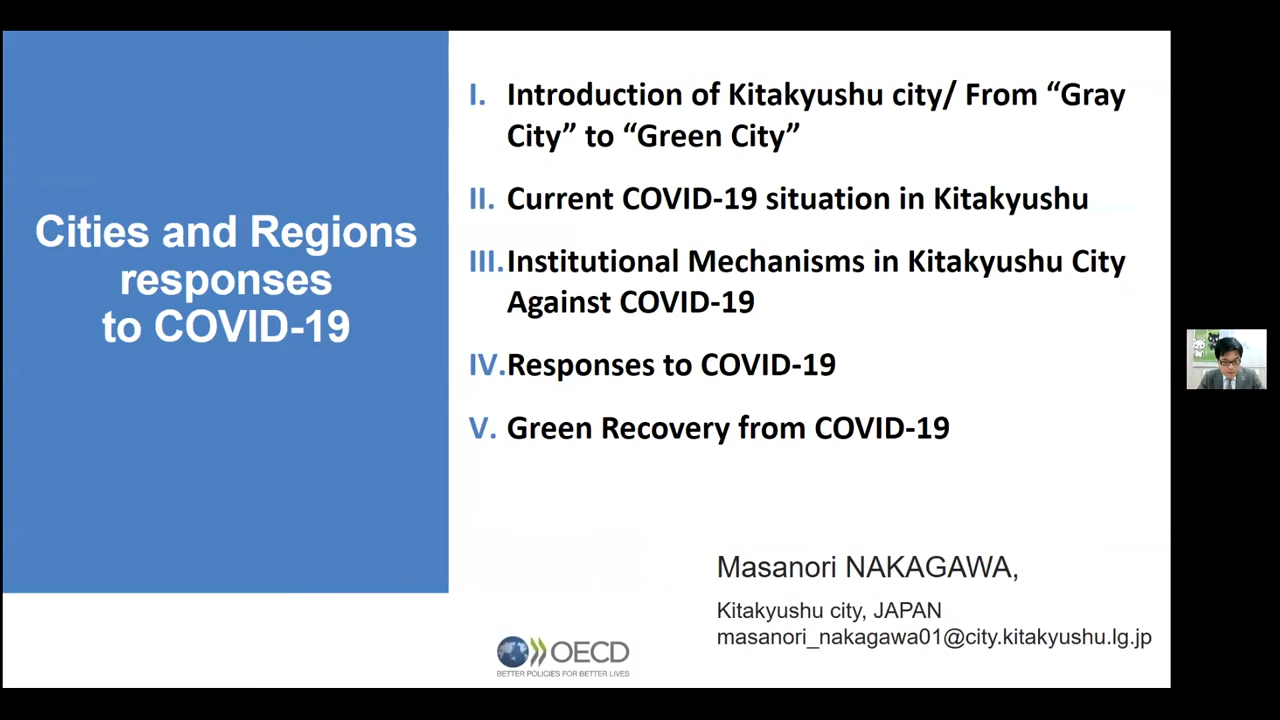 Cities and Regions
responses
to COVID-19
I. Introduction of Kitakyushu city/ From “Gray
City” to “Green City”
II. Current COVID-19 situation in Kitakyushu
III. Institutional Mechanisms in Kitakyushu City
Against COVID-19
IV. Responses to COVID-19
V. Green Recovery from COVID-19
Masanori NAKAGAWA,
Kitakyushu city, JAPAN
masanori_nakagawa01@city.kitakyushu.lg.jp
OECD
BETTER POLICIES FOR BETTER LIVES